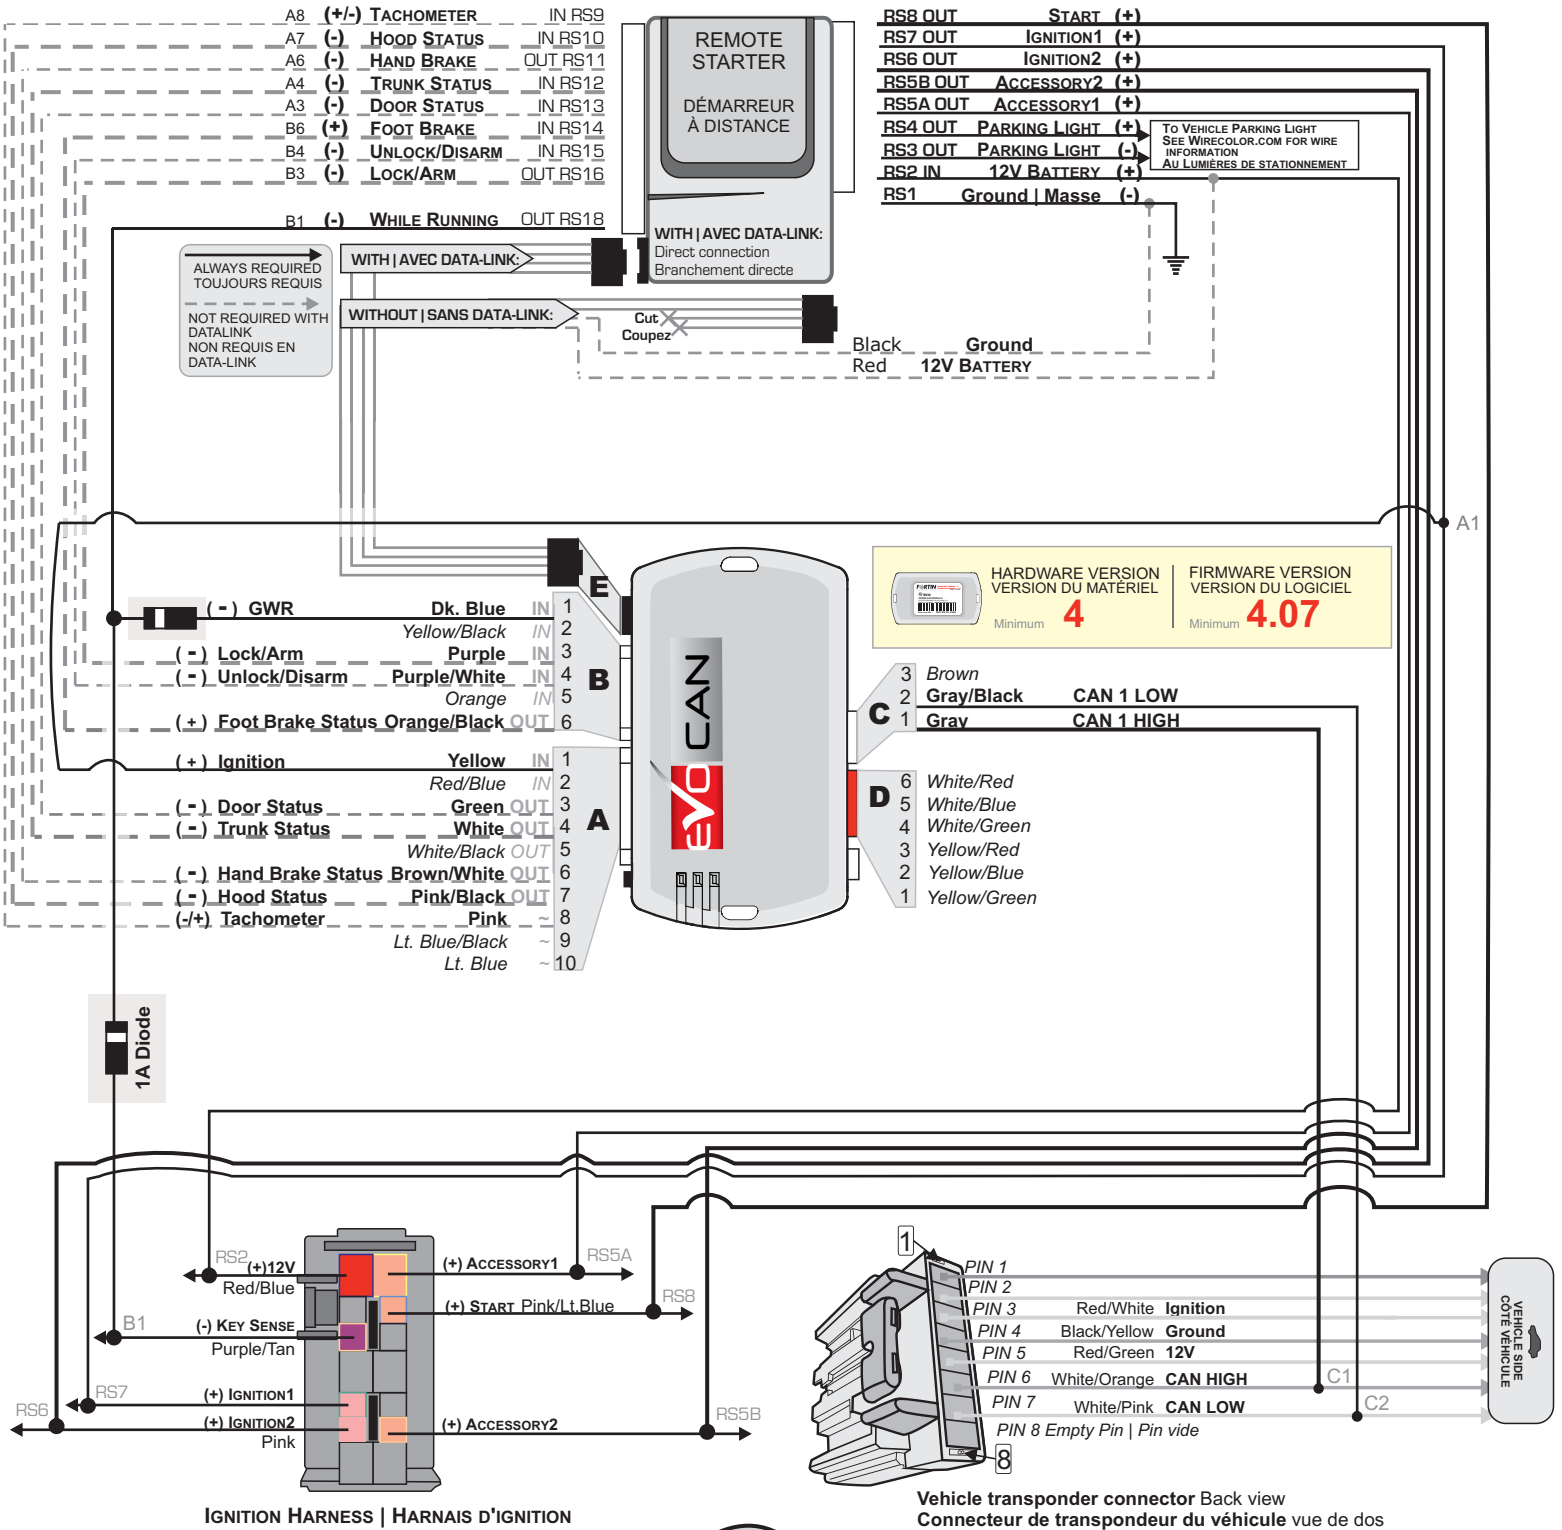 A8 (+/-) TACHOMETER IN RS9
A7 (-) HOOD STATUS IN RS10
A6 (-) HAND BRAKE OUT RS11
A4 (-) TRUNK STATUS IN RS12
A3 (-) DOOR STATUS IN RS13
B6 (+) FOOT BRAKE IN RS14
B4 (-) UNLOCK/DISARM IN RS15
B3 (-) LOCK/ARM OUT RS16
B1 (-) WHILE RUNNING OUT RS18
REMOTE
STARTER
DÉMARREUR
À DISTANCE
WITH | AVEC DATA-LINK:
Direct connection
Branchement directe
RS8 OUT START (+)
RS7 OUT IGNITION1 (+)
RS6 OUT IGNITION2 (+)
RS5B OUT ACCESSORY2 (+)
RS5A OUT ACCESSORY1 (+)
RS4 OUT PARKING LIGHT (+)
RS3 OUT PARKING LIGHT (-)
RS2 IN 12V BATTERY (+)
RS1 Ground | Masse (-)
TO VEHICLE PARKING LIGHT
SEE WIRECOLOR.COM FOR WIRE
INFORMATION
AU LUMIÈRES DE STATIONNEMENT
ALWAYS REQUIRED
TOUJOURS REQUIS
NOT REQUIRED WITH
DATALINK
NON REQUIS EN
DATA-LINK
WITH | AVEC DATA-LINK:
WITHOUT | SANS DATA-LINK:
Cut
Coupez
Black Ground
Red 12V BATTERY
A1
HARDWARE VERSION
VERSION DU MATÉRIEL
Minimum 4
FIRMWARE VERSION
VERSION DU LOGICIEL
Minimum 4.07
FORTIN
E
(-) GWR Dk. Blue IN 1
Yellow/Black IN 2
(-) Lock/Arm Purple IN 3
(-) Unlock/Disarm Purple/White IN 4
Orange IN 5
(+) Foot Brake Status Orange/Black OUT 6
B
(+) Ignition Yellow IN 1
Red/Blue IN 2
(-) Door Status Green OUT 3
(-) Trunk Status White OUT 4
White/Black OUT 5
(-) Hand Brake Status Brown/White OUT 6
(-) Hood Status Pink/Black OUT 7
(-/+) Tachometer Pink ~ 8
Lt. Blue/Black ~ 9
Lt. Blue ~ 10
A
EVO CAN
C
3 Brown
2 Gray/Black CAN 1 LOW
1 Gray CAN 1 HIGH
D
6 White/Red
5 White/Blue
4 White/Green
3 Yellow/Red
2 Yellow/Blue
1 Yellow/Green
1A Diode
RS2
(+)12V
Red/Blue
B1
(-) KEY SENSE
Purple/Tan
RS7
(+) IGNITION1
RS6
(+) IGNITION2
Pink
(+) ACCESSORY1 RS5A
(+) START Pink/Lt.Blue RS8
(+) ACCESSORY2 RS5B
IGNITION HARNESS | HARNAIS D'IGNITION
1
PIN 1
PIN 2
PIN 3 Red/White Ignition
PIN 4 Black/Yellow Ground
PIN 5 Red/Green 12V
PIN 6 White/Orange CAN HIGH C1
PIN 7 White/Pink CAN LOW C2
PIN 8 Empty Pin | Pin vide
8
VEHICLE SIDE
CÔTÉ VÉHICULE
Vehicle transponder connector Back view
Connecteur de transpondeur du véhicule vue de dos